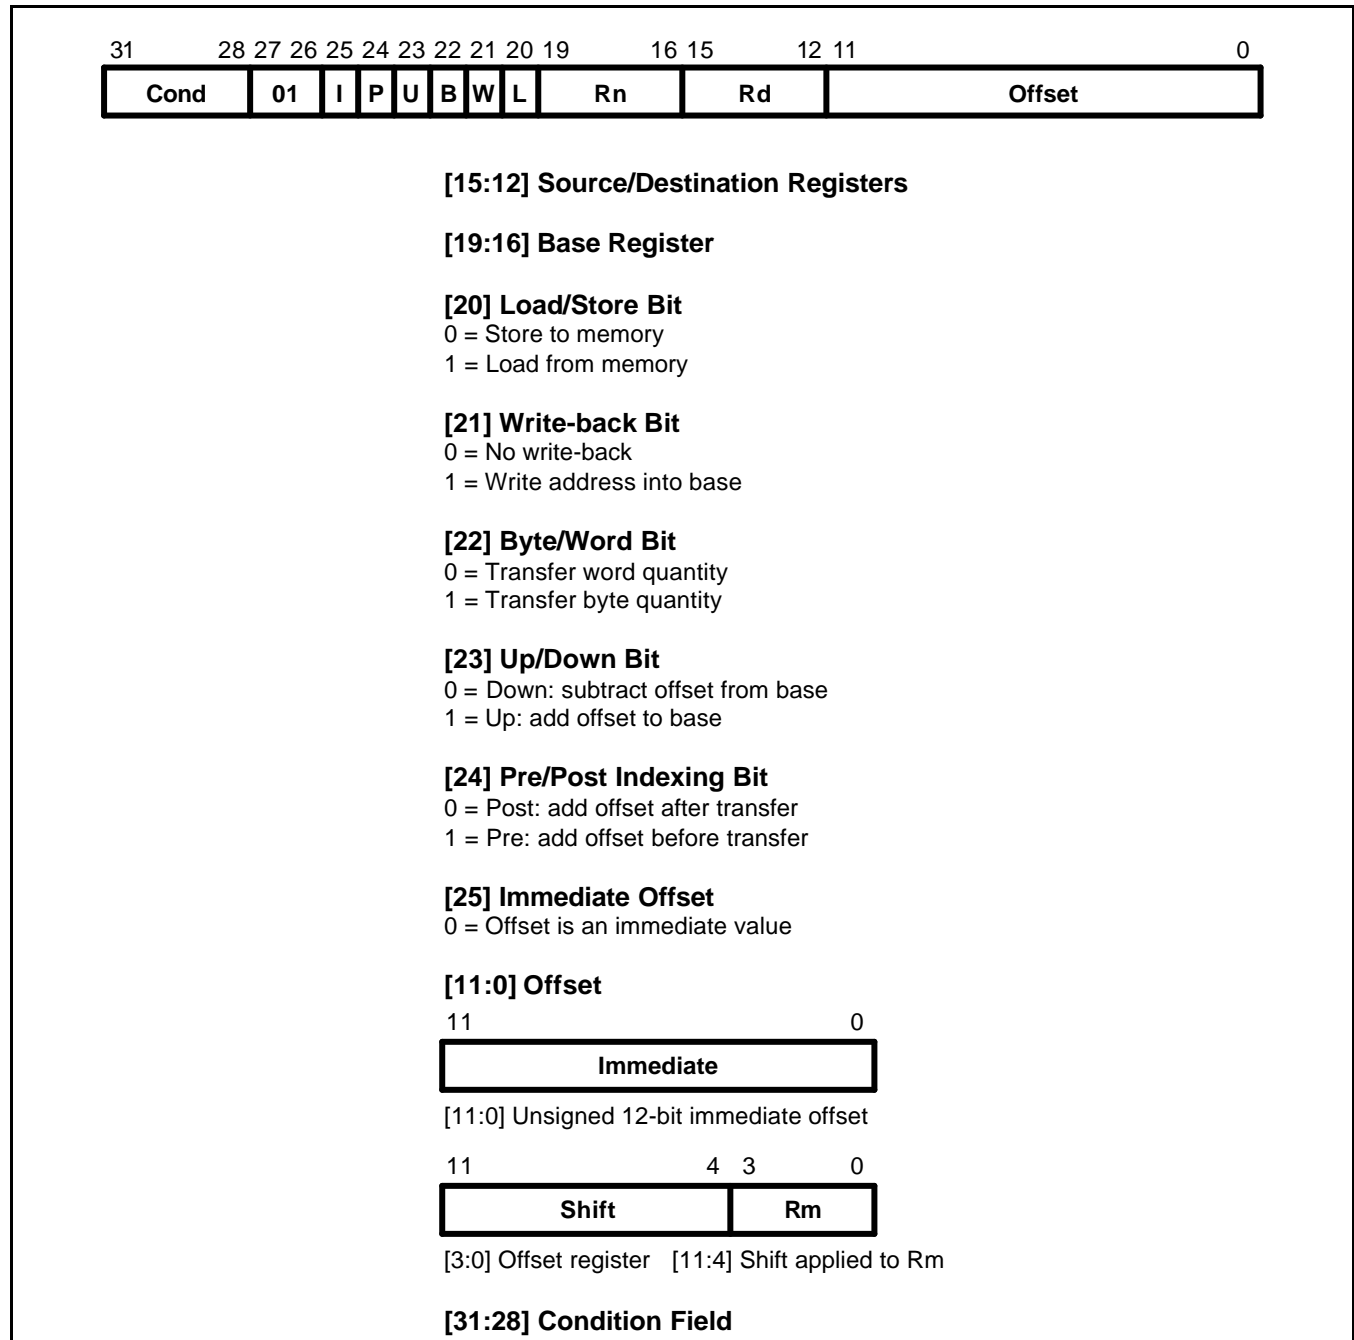 31 28 27 26 25 24 23 22 21 20 19 16 15 12 11 0
Cond 01 I P U B W L Rn Rd Offset
[15:12] Source/Destination Registers
[19:16] Base Register
[20] Load/Store Bit
0 = Store to memory
1 = Load from memory
[21] Write-back Bit
0 = No write-back
1 = Write address into base
[22] Byte/Word Bit
0 = Transfer word quantity
1 = Transfer byte quantity
[23] Up/Down Bit
0 = Down: subtract offset from base
1 = Up: add offset to base
[24] Pre/Post Indexing Bit
0 = Post: add offset after transfer
1 = Pre: add offset before transfer
[25] Immediate Offset
0 = Offset is an immediate value
[11:0] Offset
11 0
Immediate
[11:0] Unsigned 12-bit immediate offset
11 4 3 0
Shift Rm
[3:0] Offset register [11:4] Shift applied to Rm
[31:28] Condition Field